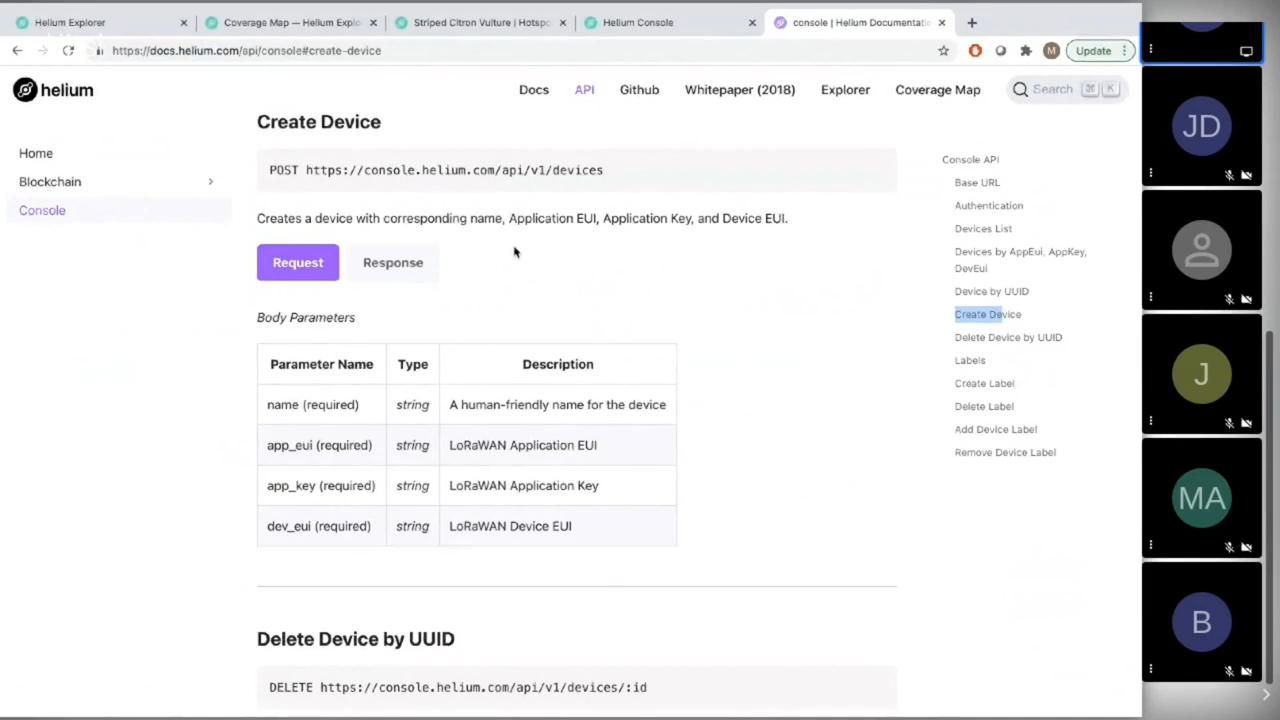 Helium Explorer
Coverage Map — Helium Explo
Striped Citron Vulture | Hotspo
Helium Console
console | Helium Documentatio
https://docs.helium.com/api/console#create-device
M
Update
helium
Docs
API
Github
Whitepaper (2018)
Explorer
Coverage Map
Search
⌘ K
Home
Blockchain
Console
Create Device
POST https://console.helium.com/api/v1/devices
Creates a device with corresponding name, Application EUI, Application Key, and Device EUI.
Request
Response
Body Parameters
Parameter Name Type Description
name (required) string A human-friendly name for the device
app_eui (required) string LoRaWAN Application EUI
app_key (required) string LoRaWAN Application Key
dev_eui (required) string LoRaWAN Device EUI
Delete Device by UUID
DELETE https://console.helium.com/api/v1/devices/:id
Console API
Base URL
Authentication
Devices List
Devices by AppEui, AppKey,
DevEui
Device by UUID
Create Device
Delete Device by UUID
Labels
Create Label
Delete Label
Add Device Label
Remove Device Label
JD
J
MA
B